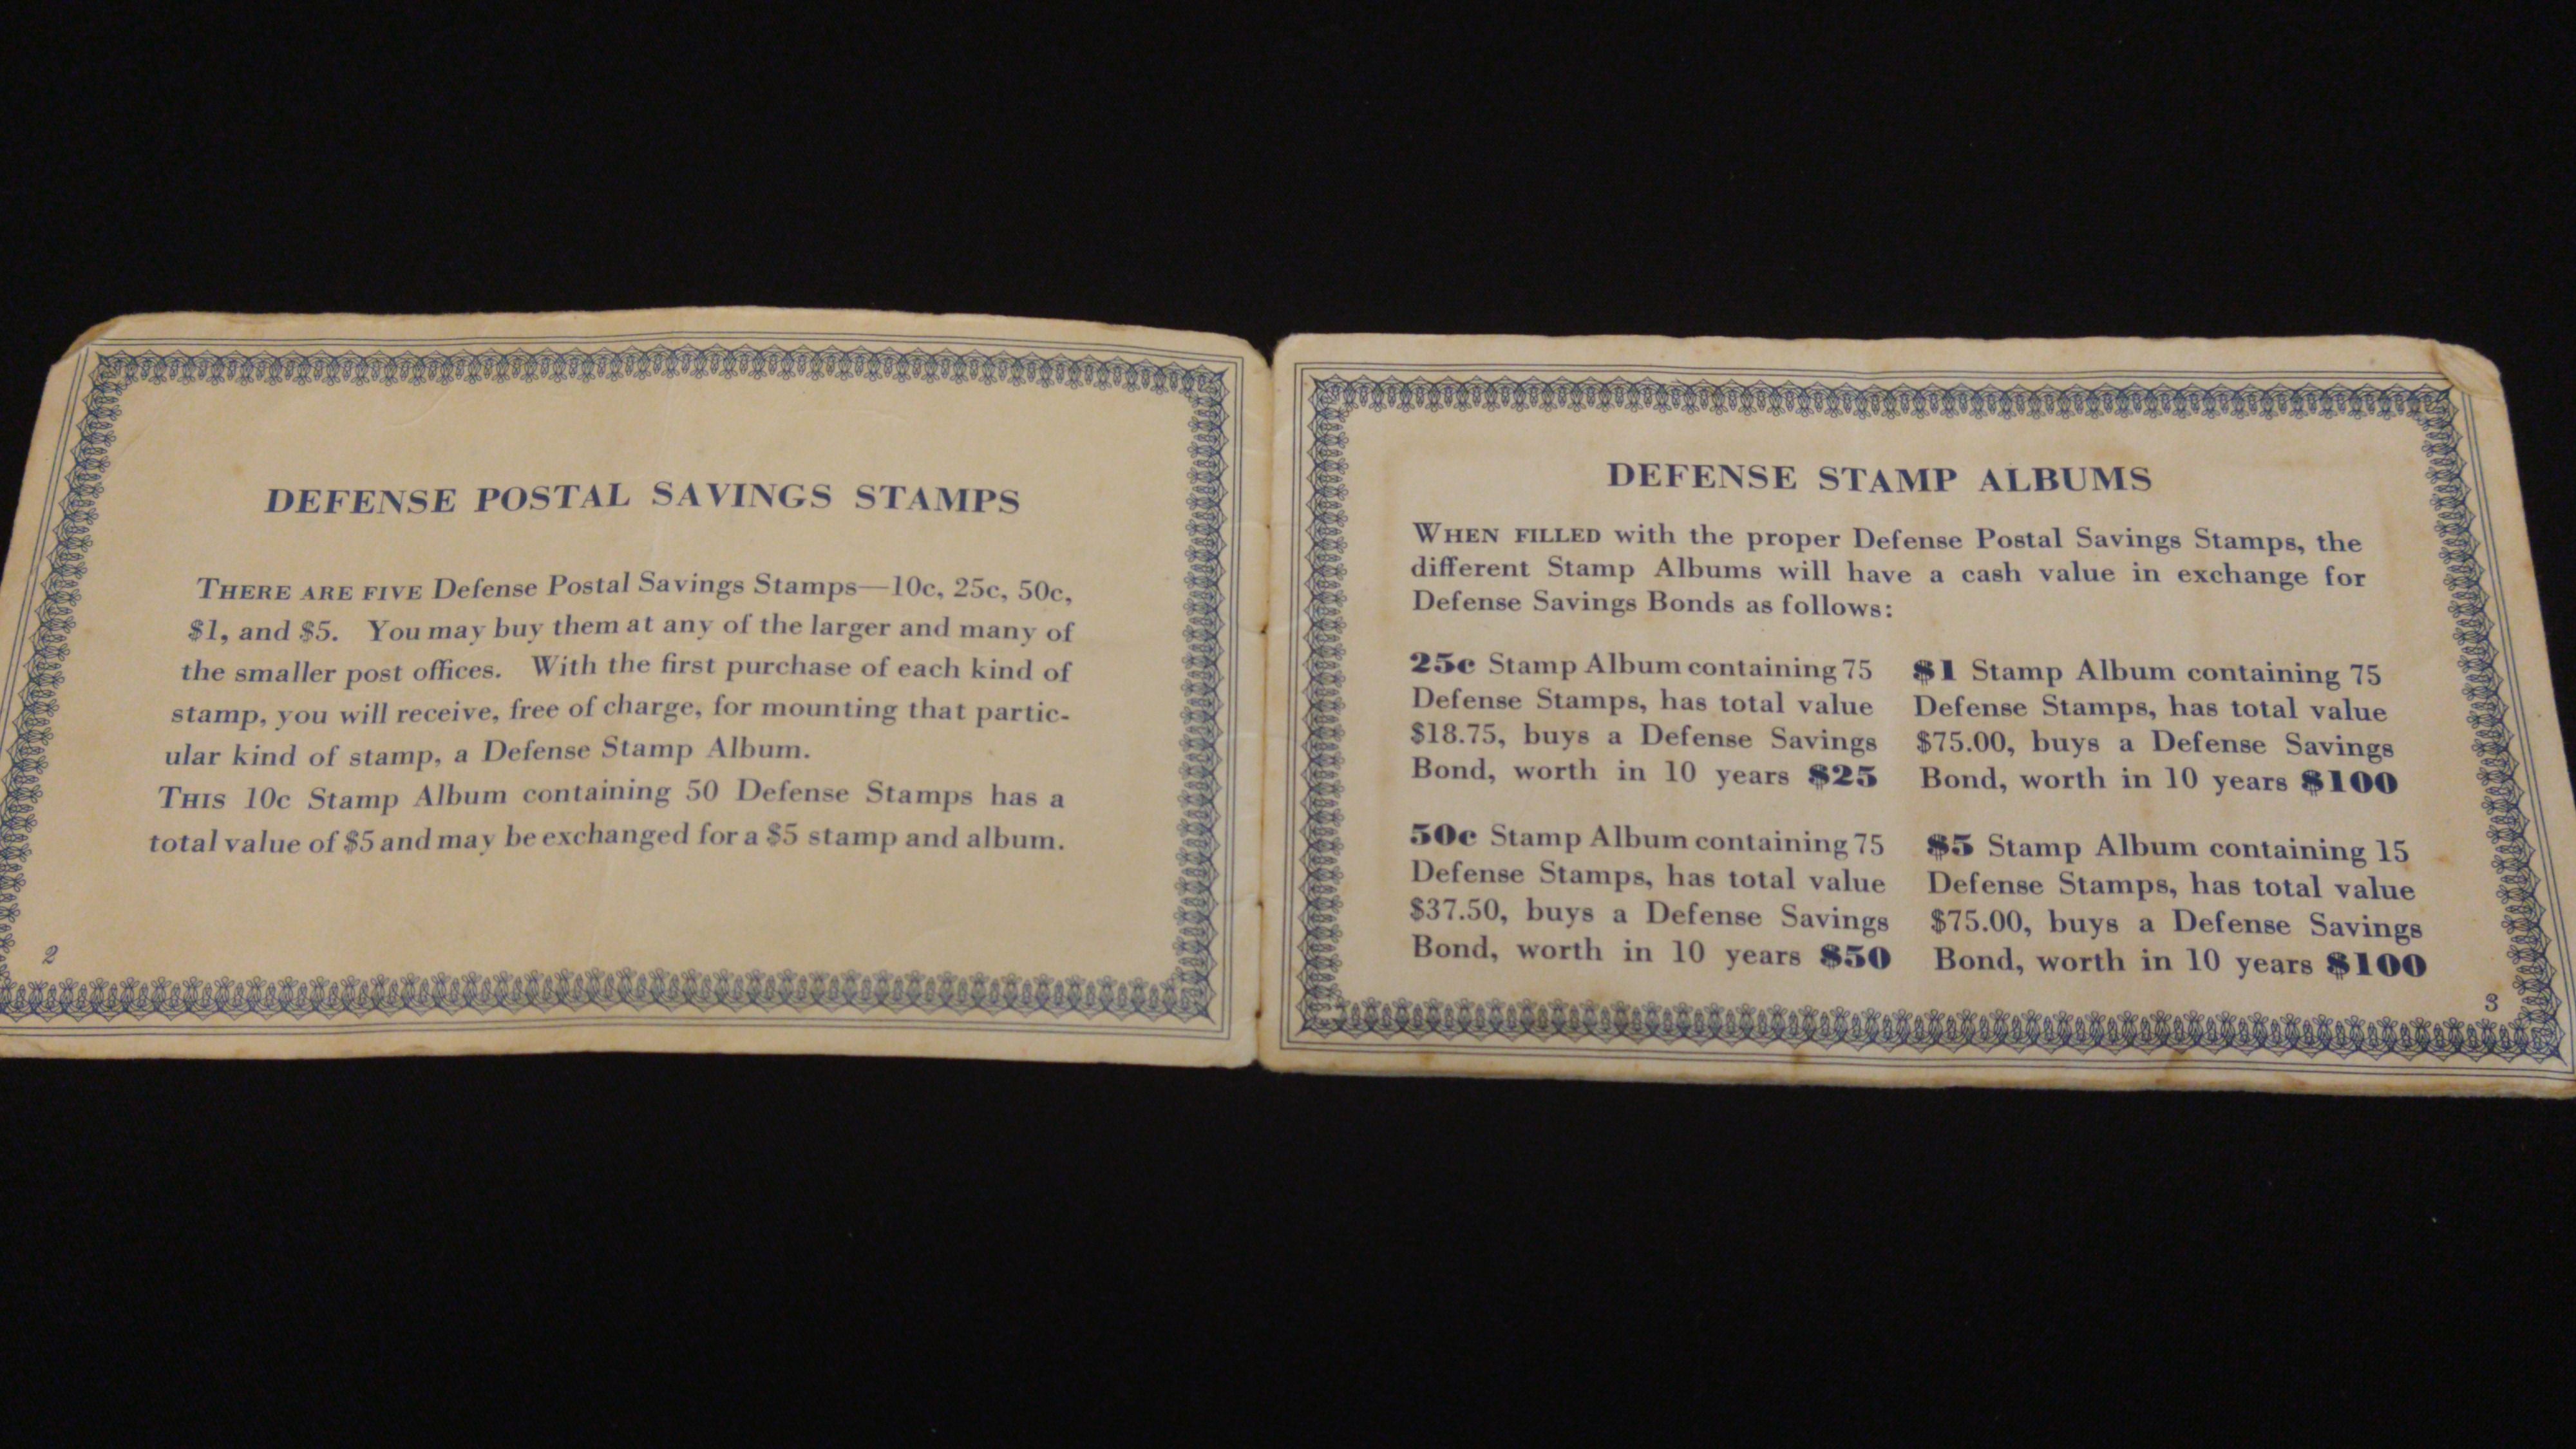 DEFENSE POSTAL SAVINGS STAMPS
THERE ARE FIVE Defense Postal Savings Stamps—10c, 25c, 50c,
$1, and $5. You may buy them at any of the larger and many of
the smaller post offices. With the first purchase of each kind of
stamp, you will receive, free of charge, for mounting that partic-
ular kind of stamp, a Defense Stamp Album.
THIS 10c Stamp Album containing 50 Defense Stamps has a
total value of $5 and may be exchanged for a $5 stamp and album.
2
DEFENSE STAMP ALBUMS
WHEN FILLED with the proper Defense Postal Savings Stamps, the
different Stamp Albums will have a cash value in exchange for
Defense Savings Bonds as follows:
25c Stamp Album containing 75
Defense Stamps, has total value
$18.75, buys a Defense Savings
Bond, worth in 10 years $25
50c Stamp Album containing 75
Defense Stamps, has total value
$37.50, buys a Defense Savings
Bond, worth in 10 years $50
$1 Stamp Album containing 75
Defense Stamps, has total value
$75.00, buys a Defense Savings
Bond, worth in 10 years $100
$5 Stamp Album containing 15
Defense Stamps, has total value
$75.00, buys a Defense Savings
Bond, worth in 10 years $100
3